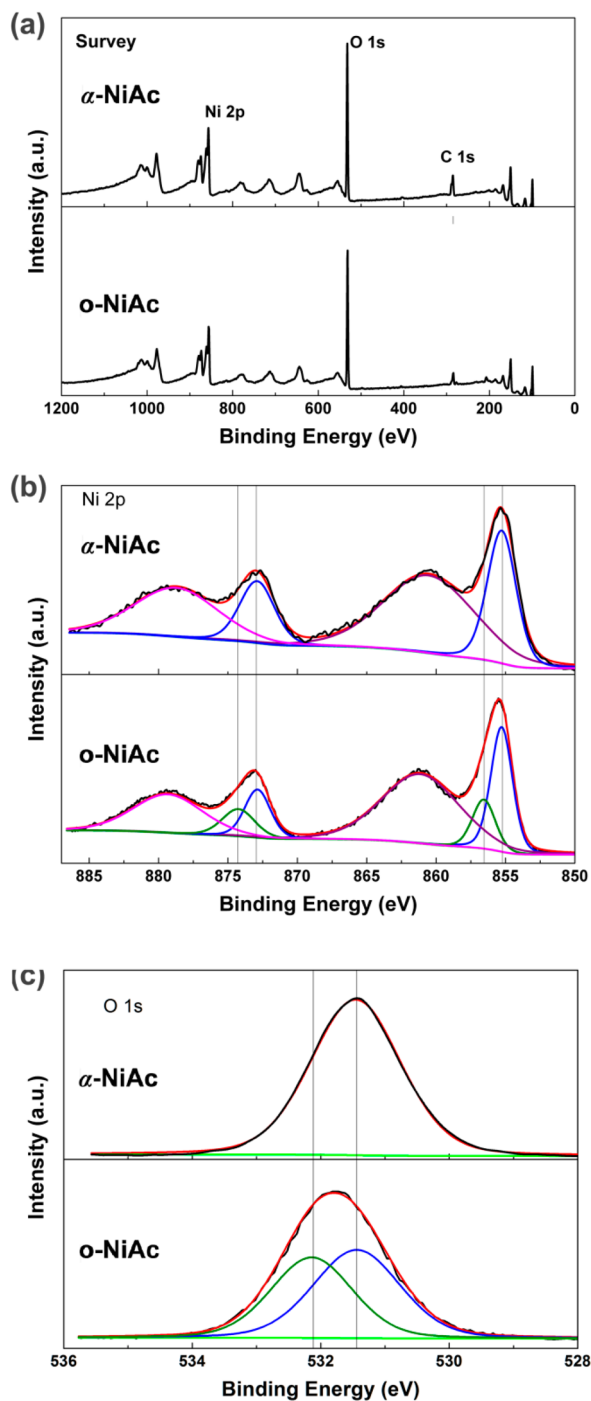 (a)
Survey
α-NiAc
Ni 2p
O 1s
C 1s
o-NiAc
Intensity (a.u.)
1200 1000 800 600 400 200 0
Binding Energy (eV)
(b)
Ni 2p
α-NiAc
o-NiAc
Intensity (a.u.)
885 880 875 870 865 860 855 850
Binding Energy (eV)
(c)
O 1s
α-NiAc
o-NiAc
Intensity (a.u.)
536 534 532 530 528
Binding Energy (eV)